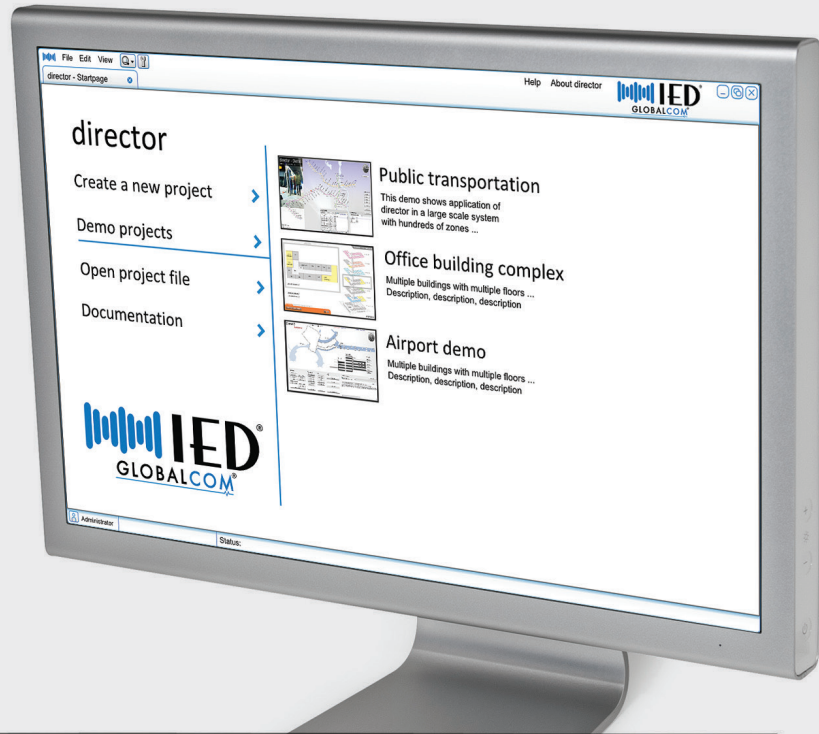 File Edit View
director - Startpage
Help About director
IED®
GLOBALCOM®
director
Create a new project
Demo projects
Open project file
Documentation
Public transportation
This demo shows application of
director in a large scale system
with hundreds of zones ...
Office building complex
Multiple buildings with multiple floors ...
Description, description, description
Airport demo
Multiple buildings with multiple floors ...
Description, description, description
IED®
GLOBALCOM®
Administrator
Status: